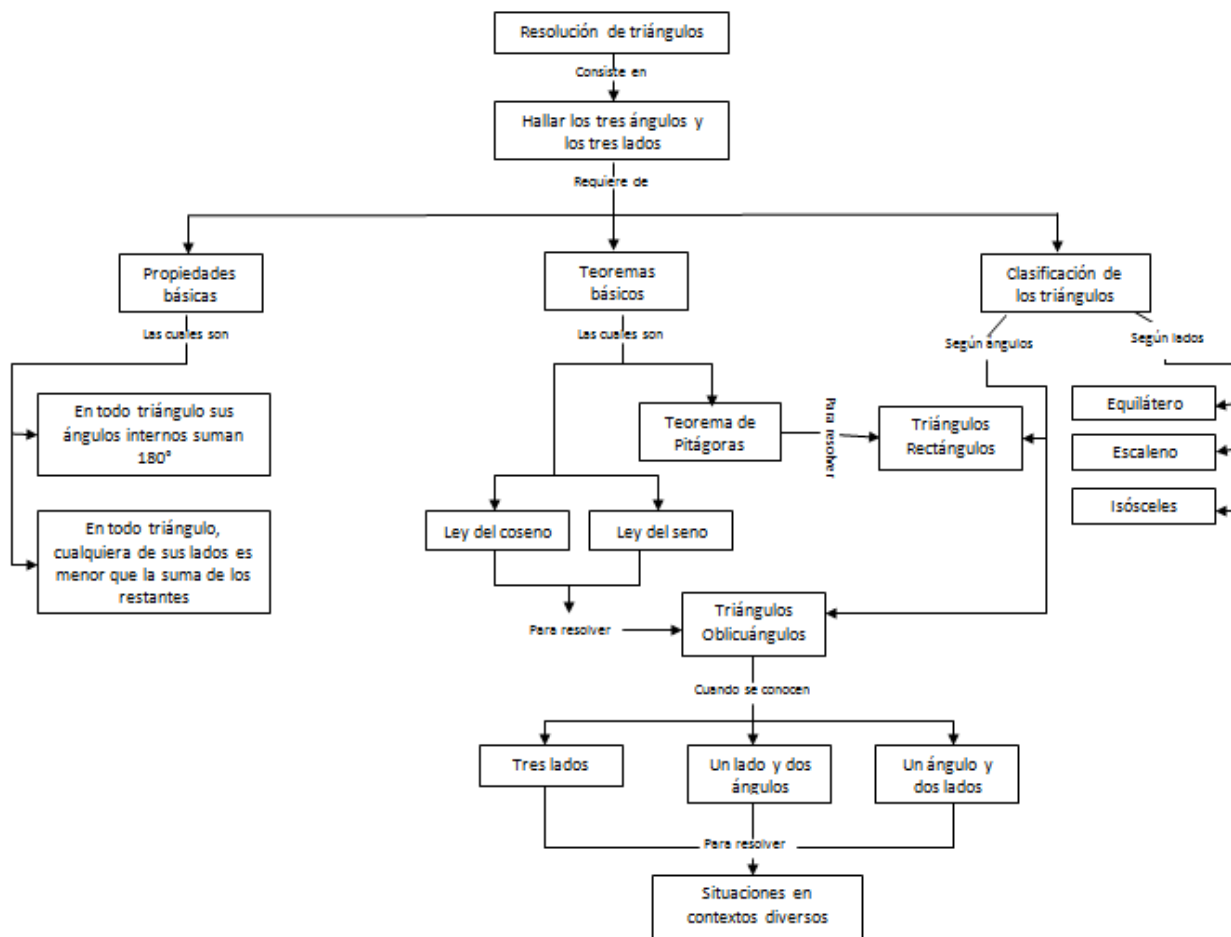 Resolución de triángulos
Consiste en
Hallar los tres ángulos y
los tres lados
Requiere de
Propiedades
básicas
Teoremas
básicos
Clasificación de
los triángulos
Las cuales son
Las cuales son
Según ángulos
Según lados
En todo triángulo sus
ángulos internos suman
180°
En todo triángulo,
cualquiera de sus lados es
menor que la suma de los
restantes
Teorema de
Pitágoras
Para resolver
Triángulos
Rectángulos
Equilátero
Escaleno
Isósceles
Ley del coseno
Ley del seno
Para resolver
Triángulos
Oblicuángulos
Cuando se conocen
Tres lados
Un lado y dos
ángulos
Un ángulo y
dos lados
Para resolver
Situaciones en
contextos diversos